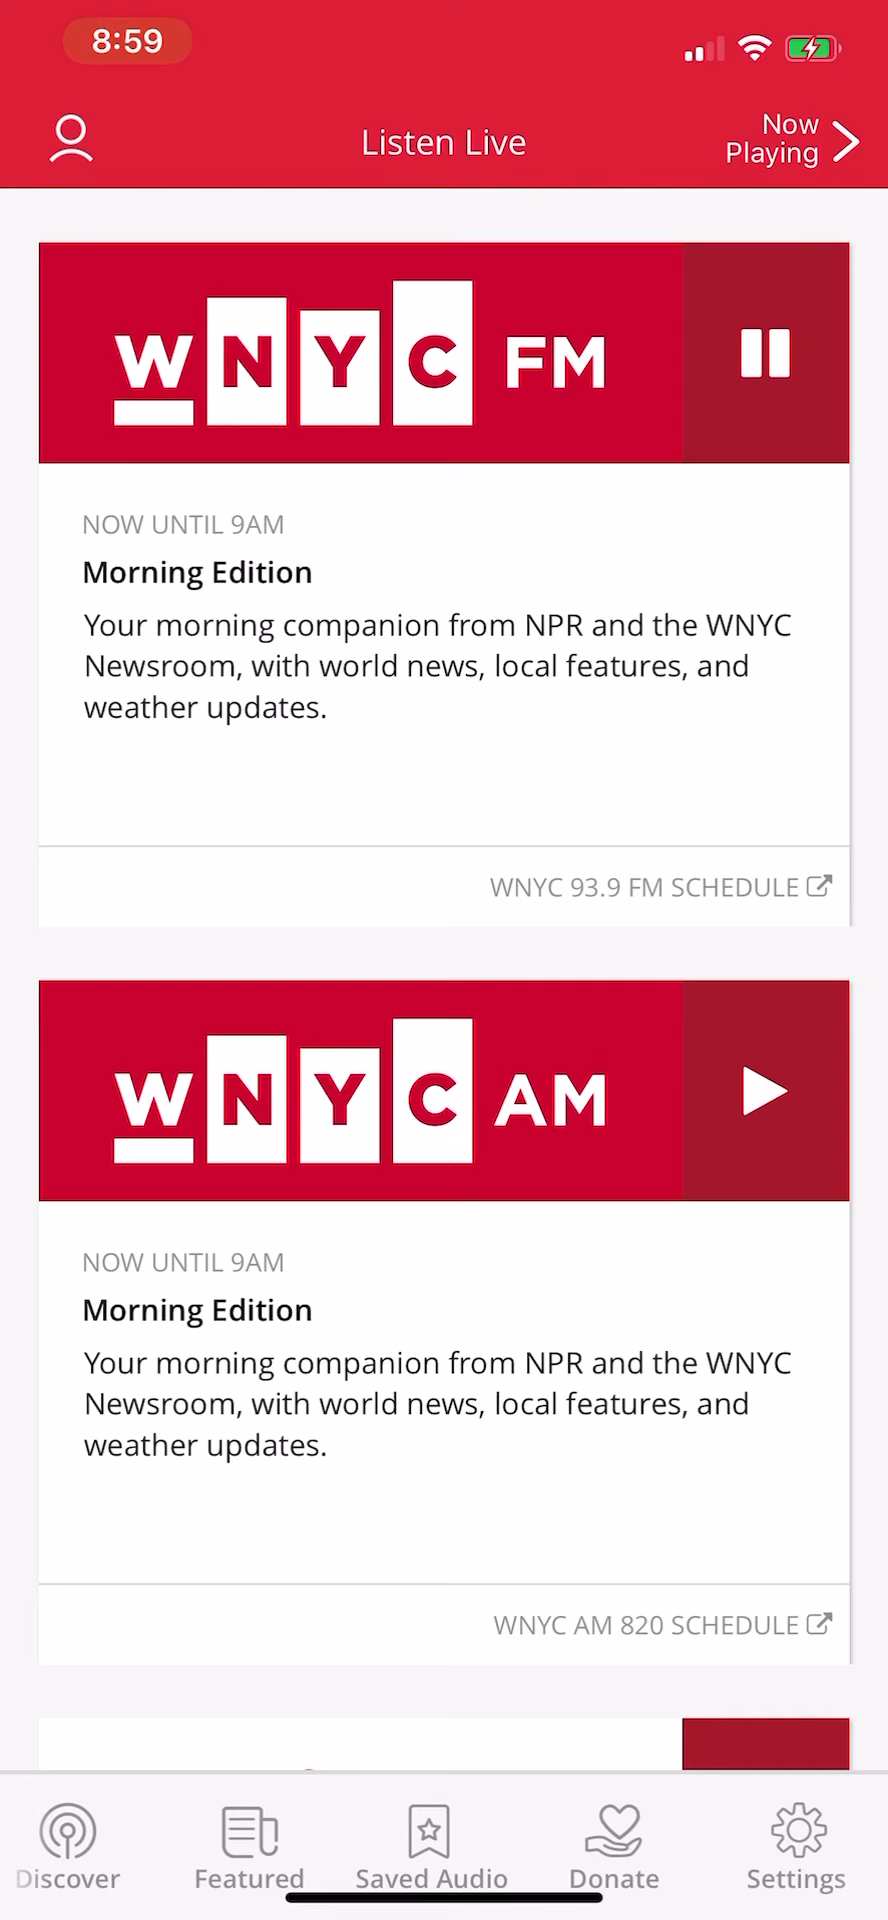 8:59
Listen Live
Now
Playing
WNYC FM
NOW UNTIL 9AM
Morning Edition
Your morning companion from NPR and the WNYC
Newsroom, with world news, local features, and
weather updates.
WNYC 93.9 FM SCHEDULE
WNYC AM
NOW UNTIL 9AM
Morning Edition
Your morning companion from NPR and the WNYC
Newsroom, with world news, local features, and
weather updates.
WNYC AM 820 SCHEDULE
Discover
Featured
Saved Audio
Donate
Settings